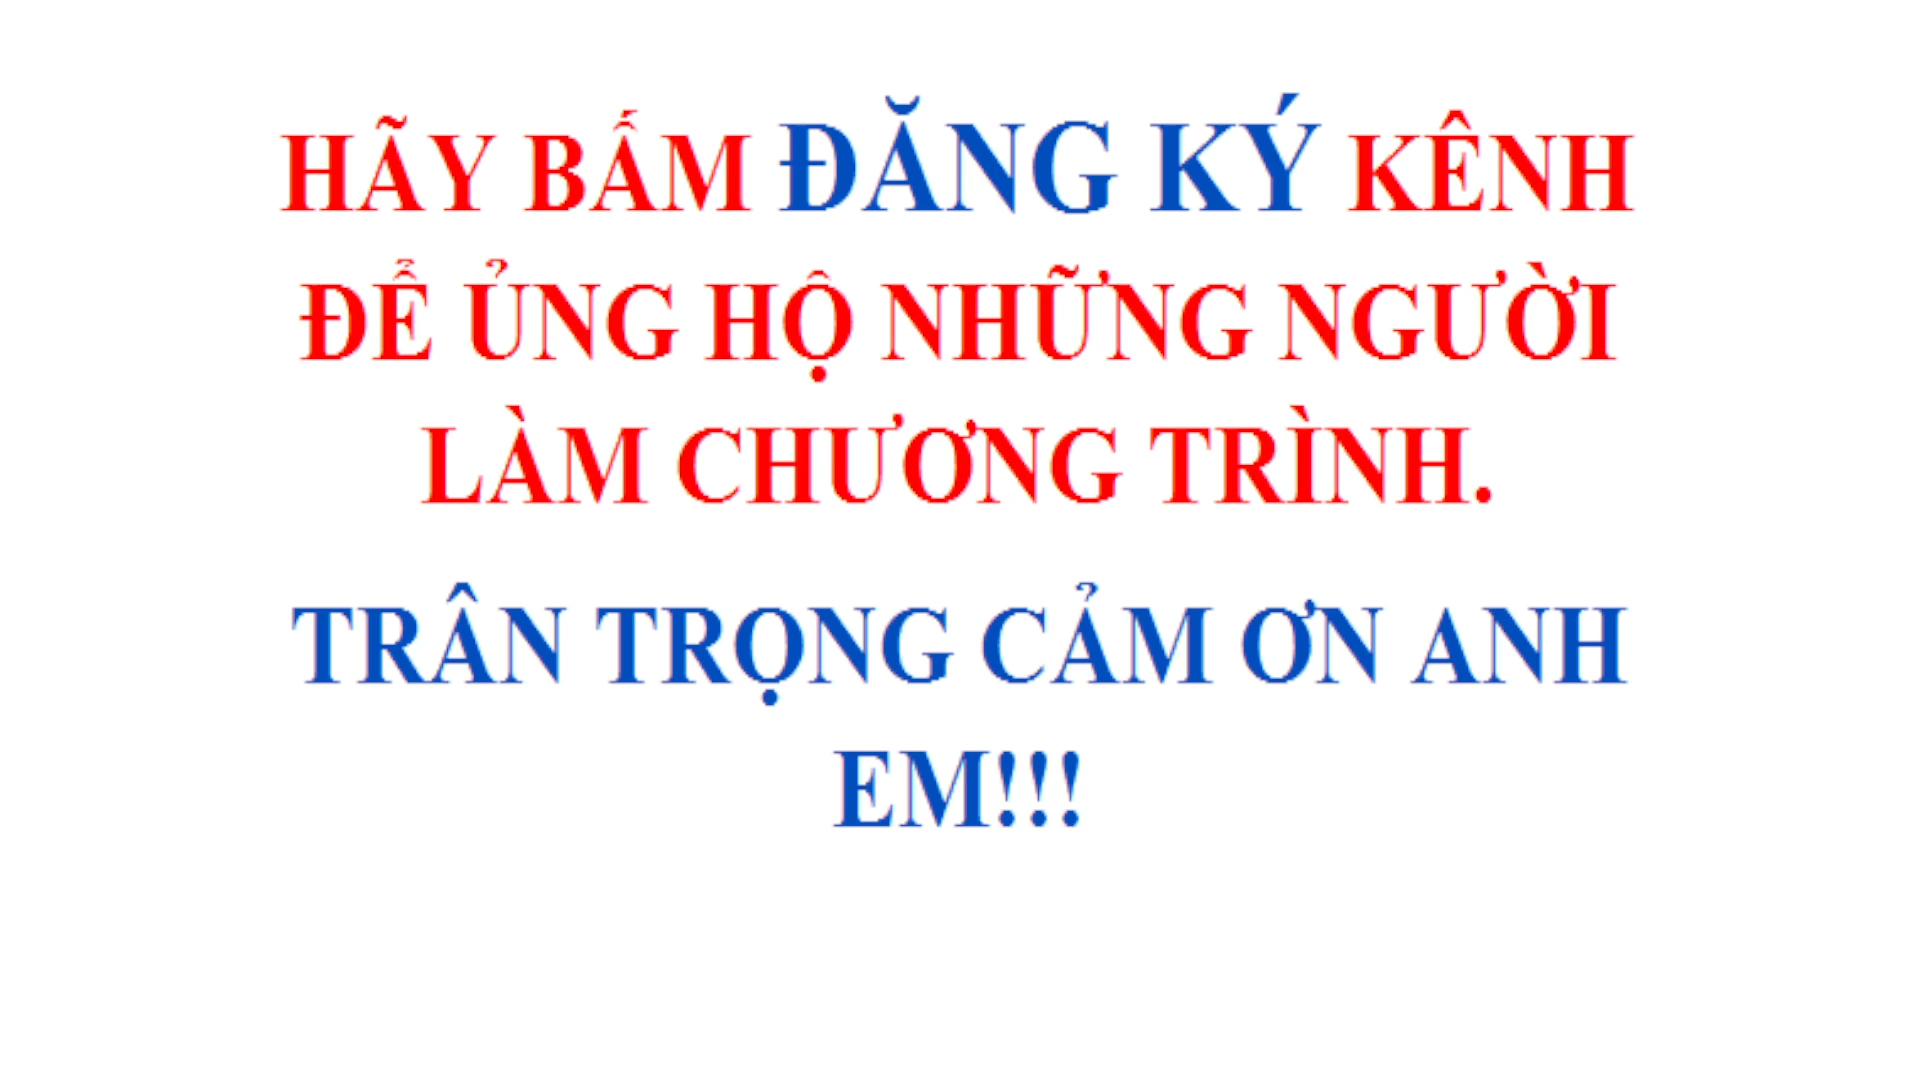 HÃY BẤM ĐĂNG KÝ KÊNH
ĐỂ ỦNG HỘ NHỮNG NGƯỜI
LÀM CHƯƠNG TRÌNH.
TRÂN TRỌNG CẢM ƠN ANH
EM!!!